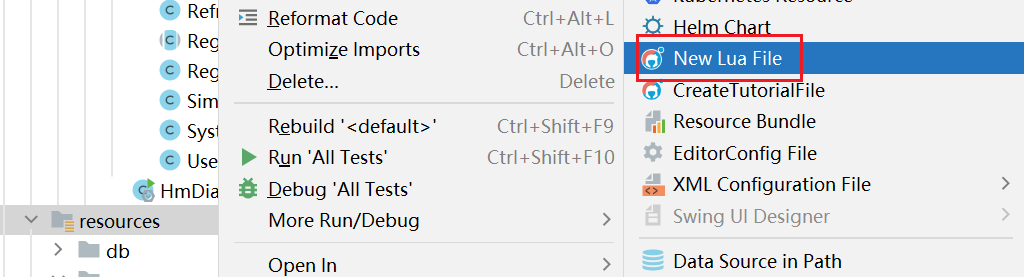 Refr
Reg
Reg
Sim
Syst
Use
HmDia
resources
db
Reformat Code Ctrl+Alt+L
Optimize Imports Ctrl+Alt+O
Delete... Delete
Rebuild '<default>' Ctrl+Shift+F9
Run 'All Tests' Ctrl+Shift+F10
Debug 'All Tests'
More Run/Debug
Open In
Helm Chart
New Lua File
CreateTutorialFile
Resource Bundle
EditorConfig File
XML Configuration File
Swing UI Designer
Data Source in Path